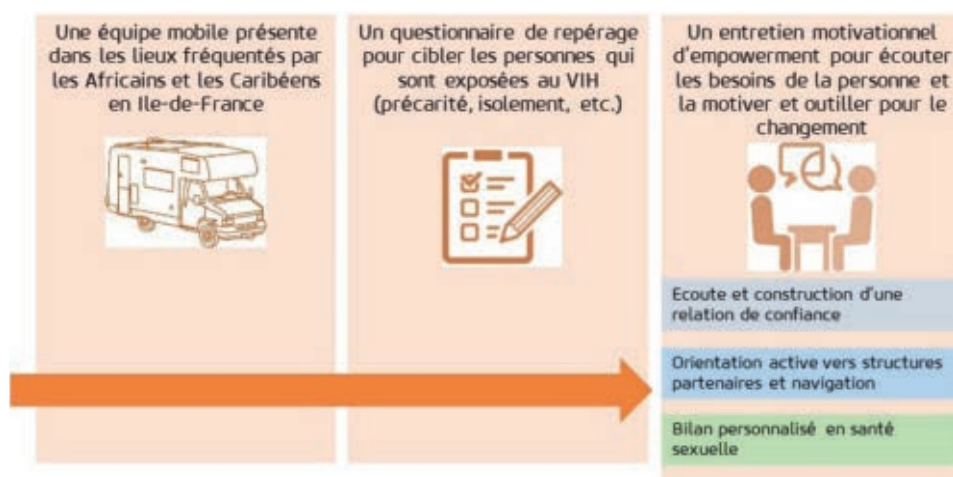 Une équipe mobile présente
dans les lieux fréquentés par
les Africains et les Caribéens
en Ile-de-France
Un questionnaire de repérage
pour cibler les personnes qui
sont exposées au VIH
(précarité, isolement, etc.)
Un entretien motivationnel
d'empowerment pour écouter
les besoins de la personne et
la motiver et outiller pour le
changement
Ecoute et construction d'une
relation de confiance
Orientation active vers structures
partenaires et navigation
Bilan personnalisé en santé
sexuelle